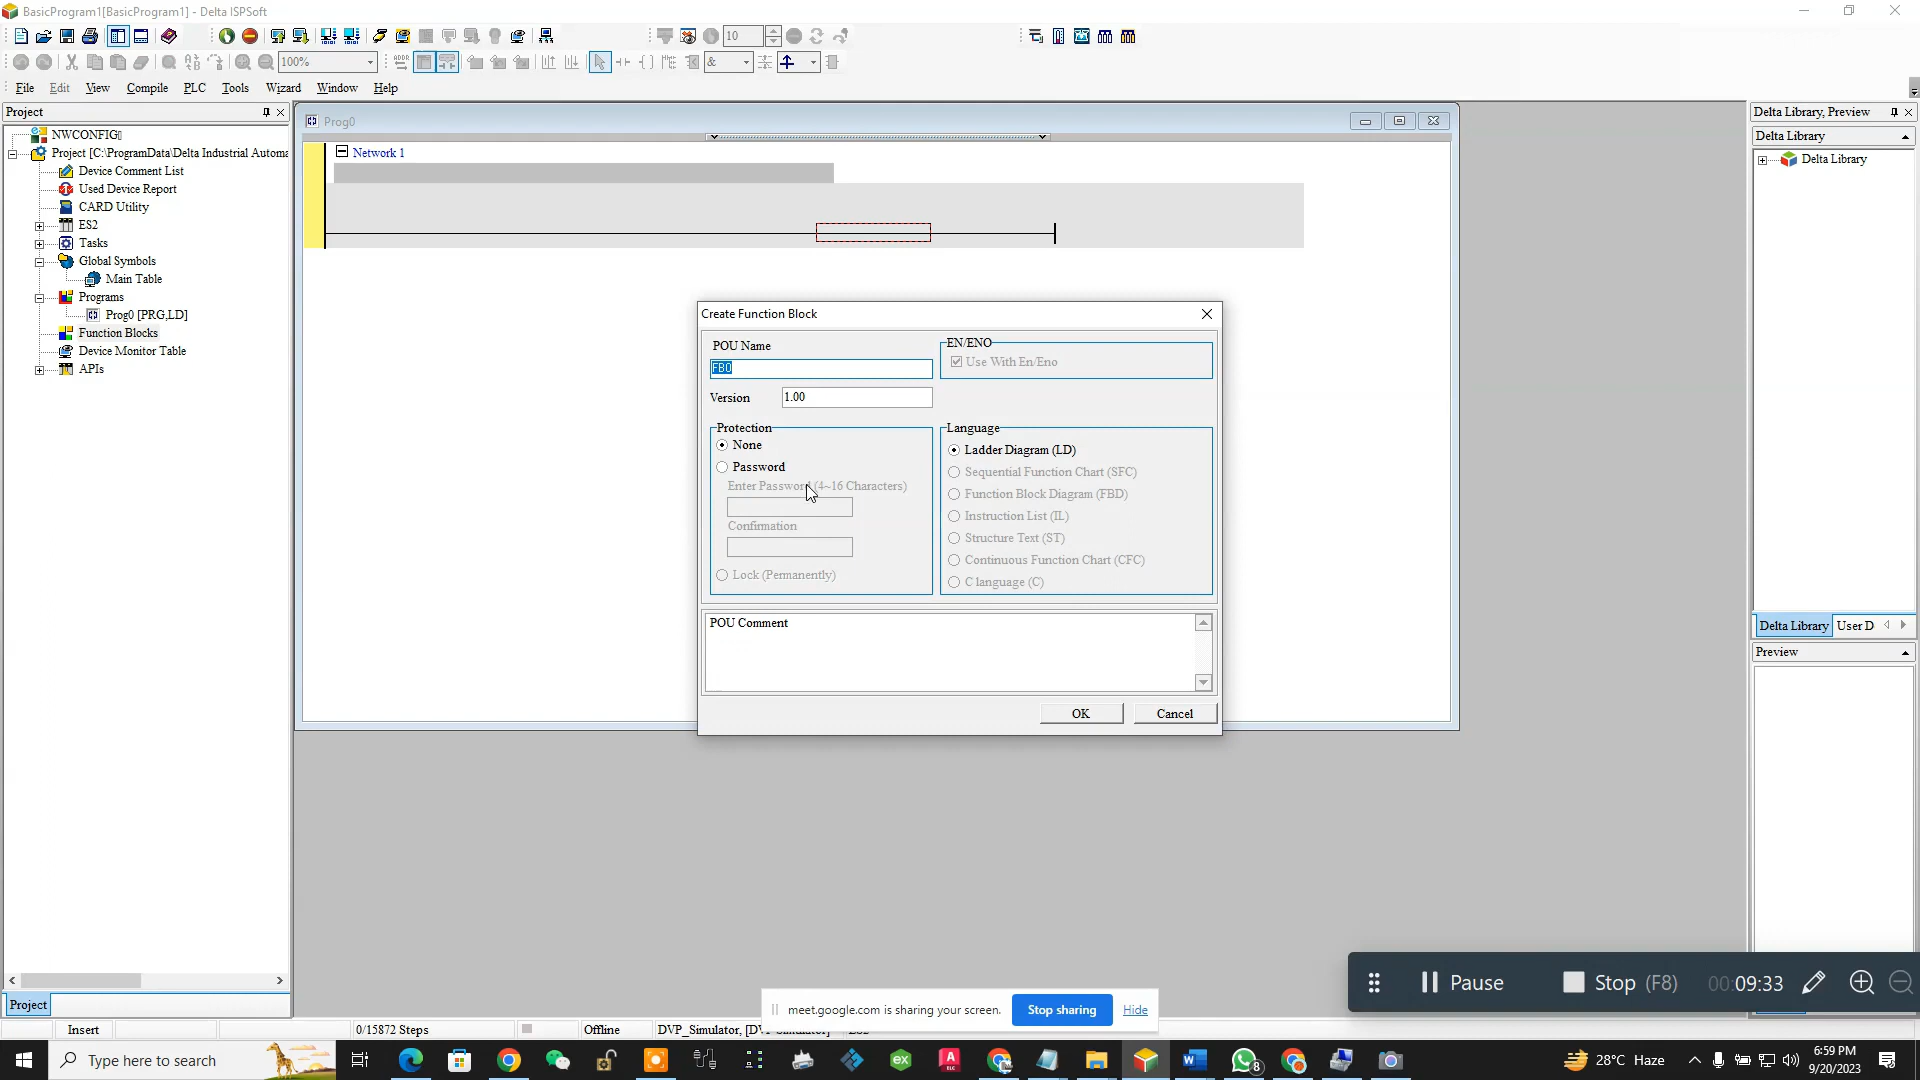 BasicProgram1[BasicProgram1] - Delta ISPSoft
10
100%
&
File Edit View Compile PLC Tools Wizard Window Help
Project
NWCONFIG
Project [C:\ProgramData\Delta Industrial Automa
Device Comment List
Used Device Report
CARD Utility
ES2
Tasks
Global Symbols
Main Table
Programs
Prog0 [PRG,LD]
Function Blocks
Device Monitor Table
APIs
Project
Prog0
Network 1
Create Function Block
POU Name
FB0
Version 1.00
EN/ENO
Use With En/Eno
Protection
None
Password
Enter Password (4~16 Characters)
Confirmation
Lock (Permanently)
Language
Ladder Diagram (LD)
Sequential Function Chart (SFC)
Function Block Diagram (FBD)
Instruction List (IL)
Structure Text (ST)
Continuous Function Chart (CFC)
C language (C)
POU Comment
OK Cancel
Delta Library, Preview
Delta Library
Delta Library
Delta Library User D
Preview
Pause Stop (F8) 00:09:33
meet.google.com is sharing your screen. Stop sharing Hide
Insert 0/15872 Steps Offline DVP_Simulator,
Type here to search
28°C Haze
6:59 PM
9/20/2023